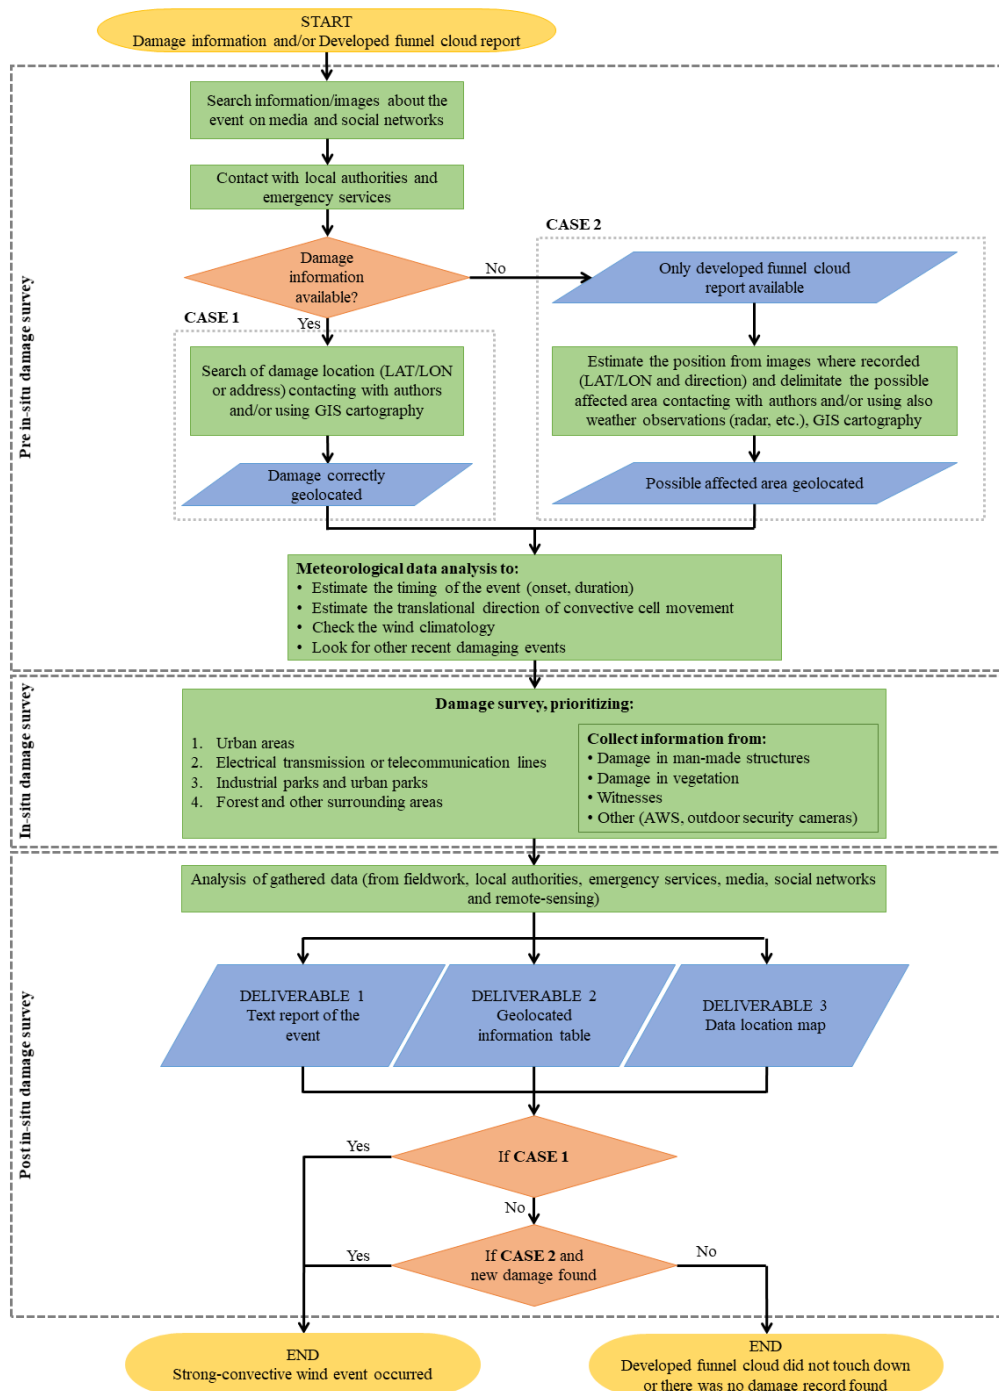 START
Damage information and/or Developed funnel cloud report
Pre in-situ damage survey
Search information/images about the
event on media and social networks
Contact with local authorities and
emergency services
Damage
information
available?
No
Yes
CASE 2
Only developed funnel cloud
report available
Estimate the position from images where recorded
(LAT/LON and direction) and delimitate the possible
affected area contacting with authors and/or using also
weather observations (radar, etc.), GIS cartography
Possible affected area geolocated
CASE 1
Search of damage location (LAT/LON
or address) contacting with authors
and/or using GIS cartography
Damage correctly
geolocated
Meteorological data analysis to:
• Estimate the timing of the event (onset, duration)
• Estimate the translational direction of convective cell movement
• Check the wind climatology
• Look for other recent damaging events
In-situ damage survey
Damage survey, prioritizing:
1. Urban areas
2. Electrical transmission or telecommunication lines
3. Industrial parks and urban parks
4. Forest and other surrounding areas
Collect information from:
• Damage in man-made structures
• Damage in vegetation
• Witnesses
• Other (AWS, outdoor security cameras)
Post in-situ damage survey
Analysis of gathered data (from fieldwork, local authorities, emergency services, media, social networks
and remote-sensing)
DELIVERABLE 1
Text report of the
event
DELIVERABLE 2
Geolocated
information table
DELIVERABLE 3
Data location map
If CASE 1
Yes
No
If CASE 2 and
new damage found
Yes
No
END
Strong-convective wind event occurred
END
Developed funnel cloud did not touch down
or there was no damage record found